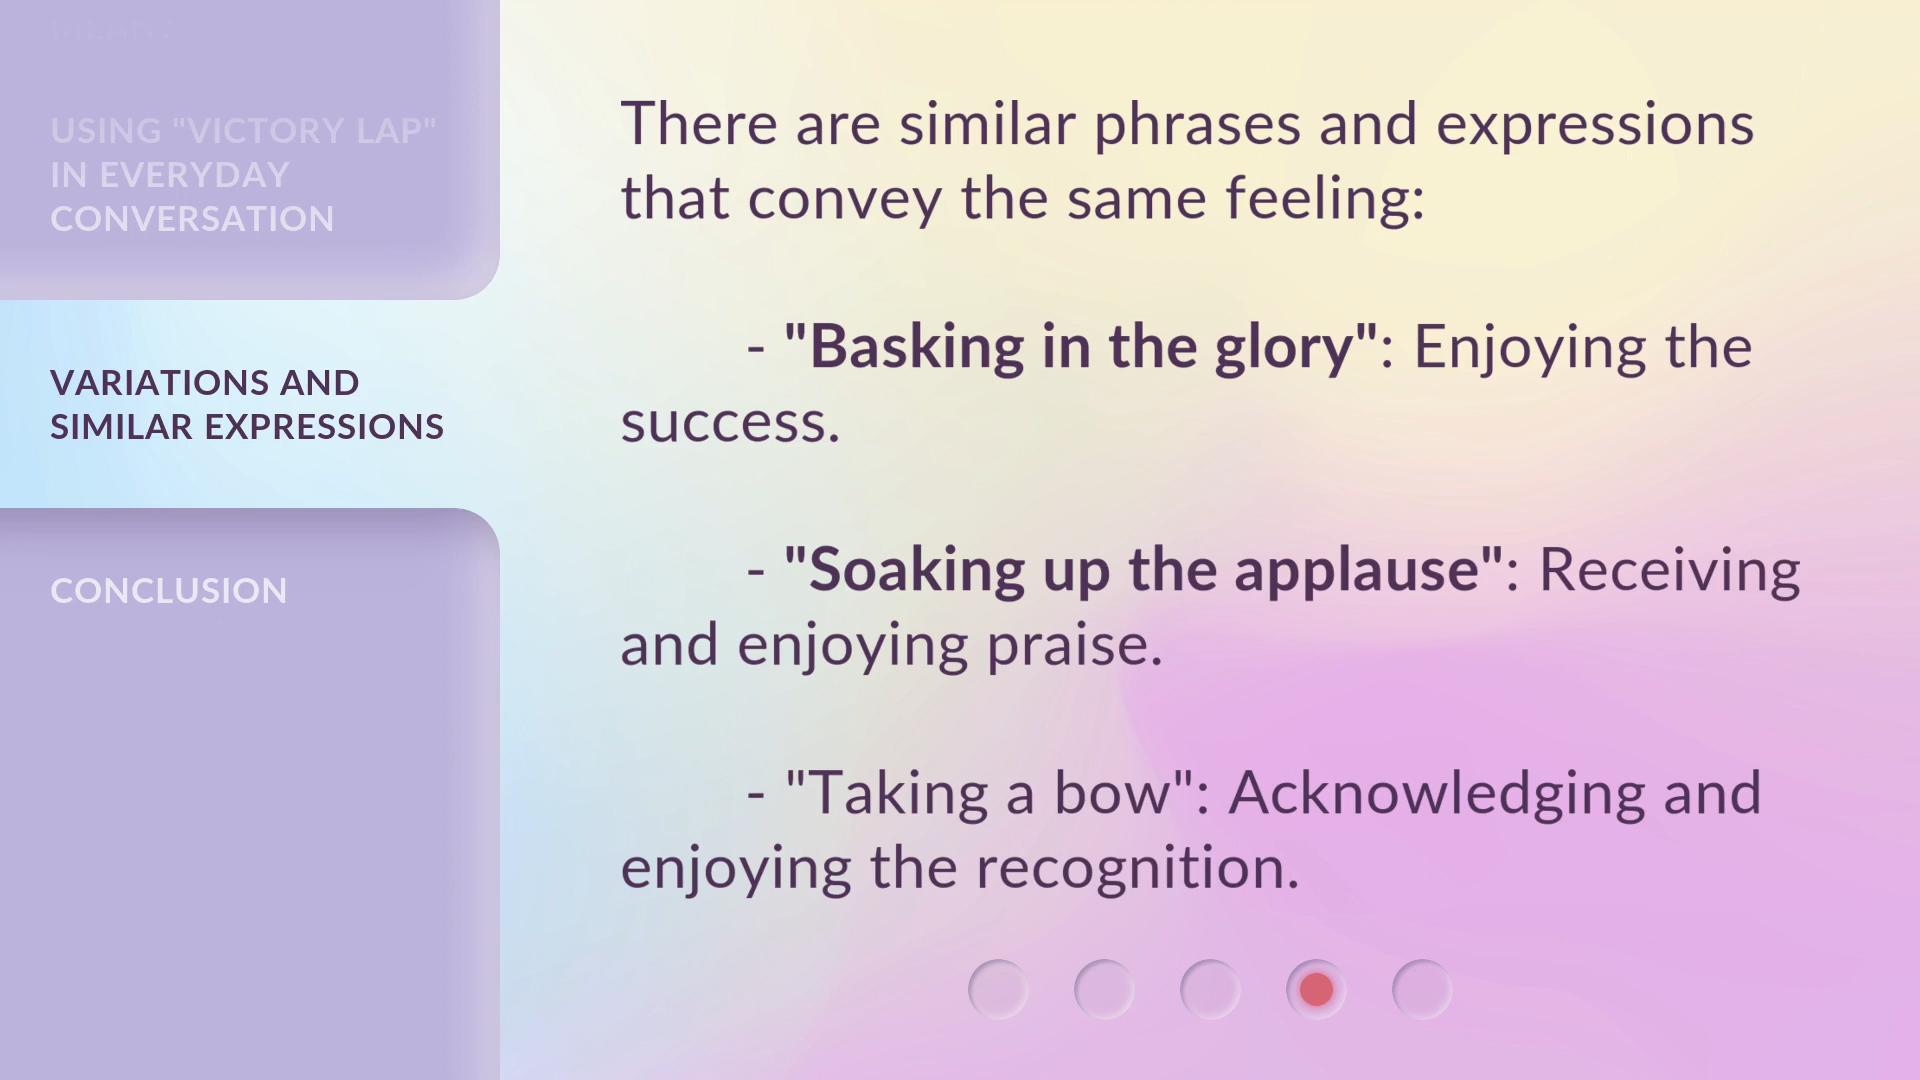 USING "VICTORY LAP"
IN EVERYDAY
CONVERSATION
VARIATIONS AND
SIMILAR EXPRESSIONS
CONCLUSION
There are similar phrases and expressions
that convey the same feeling:
- "Basking in the glory": Enjoying the
success.
- "Soaking up the applause": Receiving
and enjoying praise.
- "Taking a bow": Acknowledging and
enjoying the recognition.